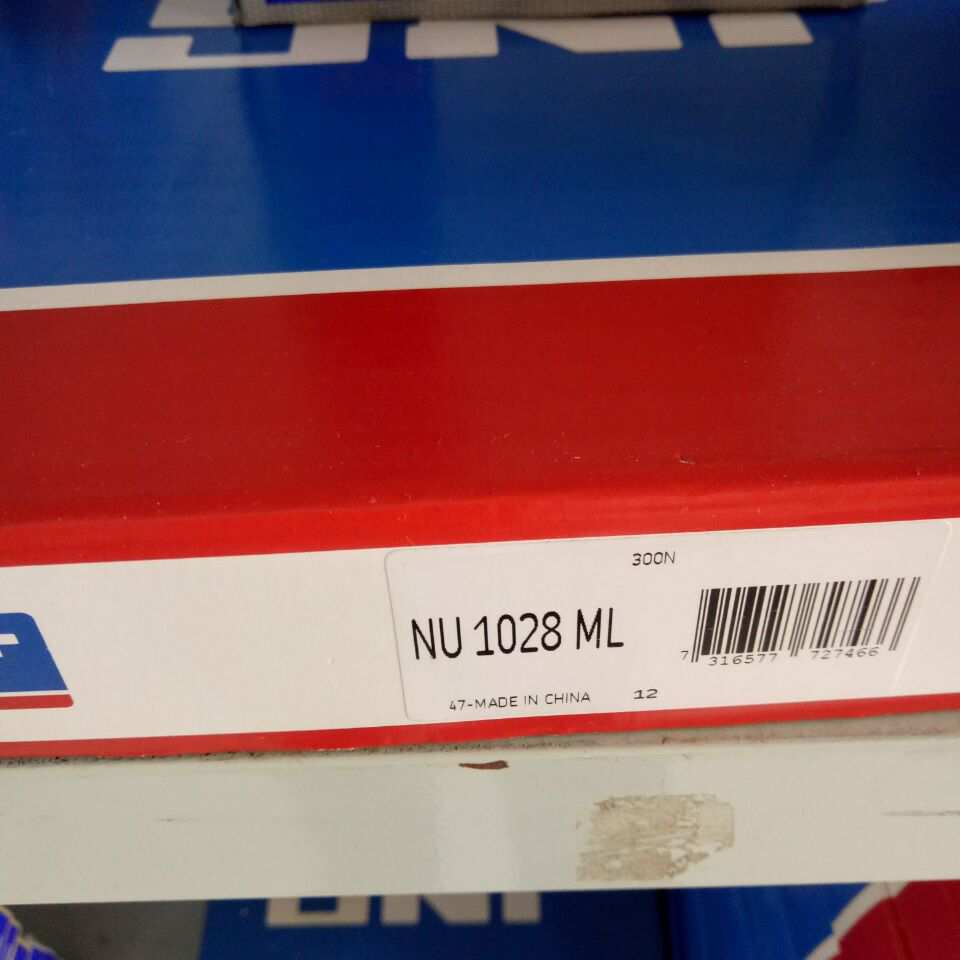 300N
NU 1028 ML
7 316577 727466
47-MADE IN CHINA 12